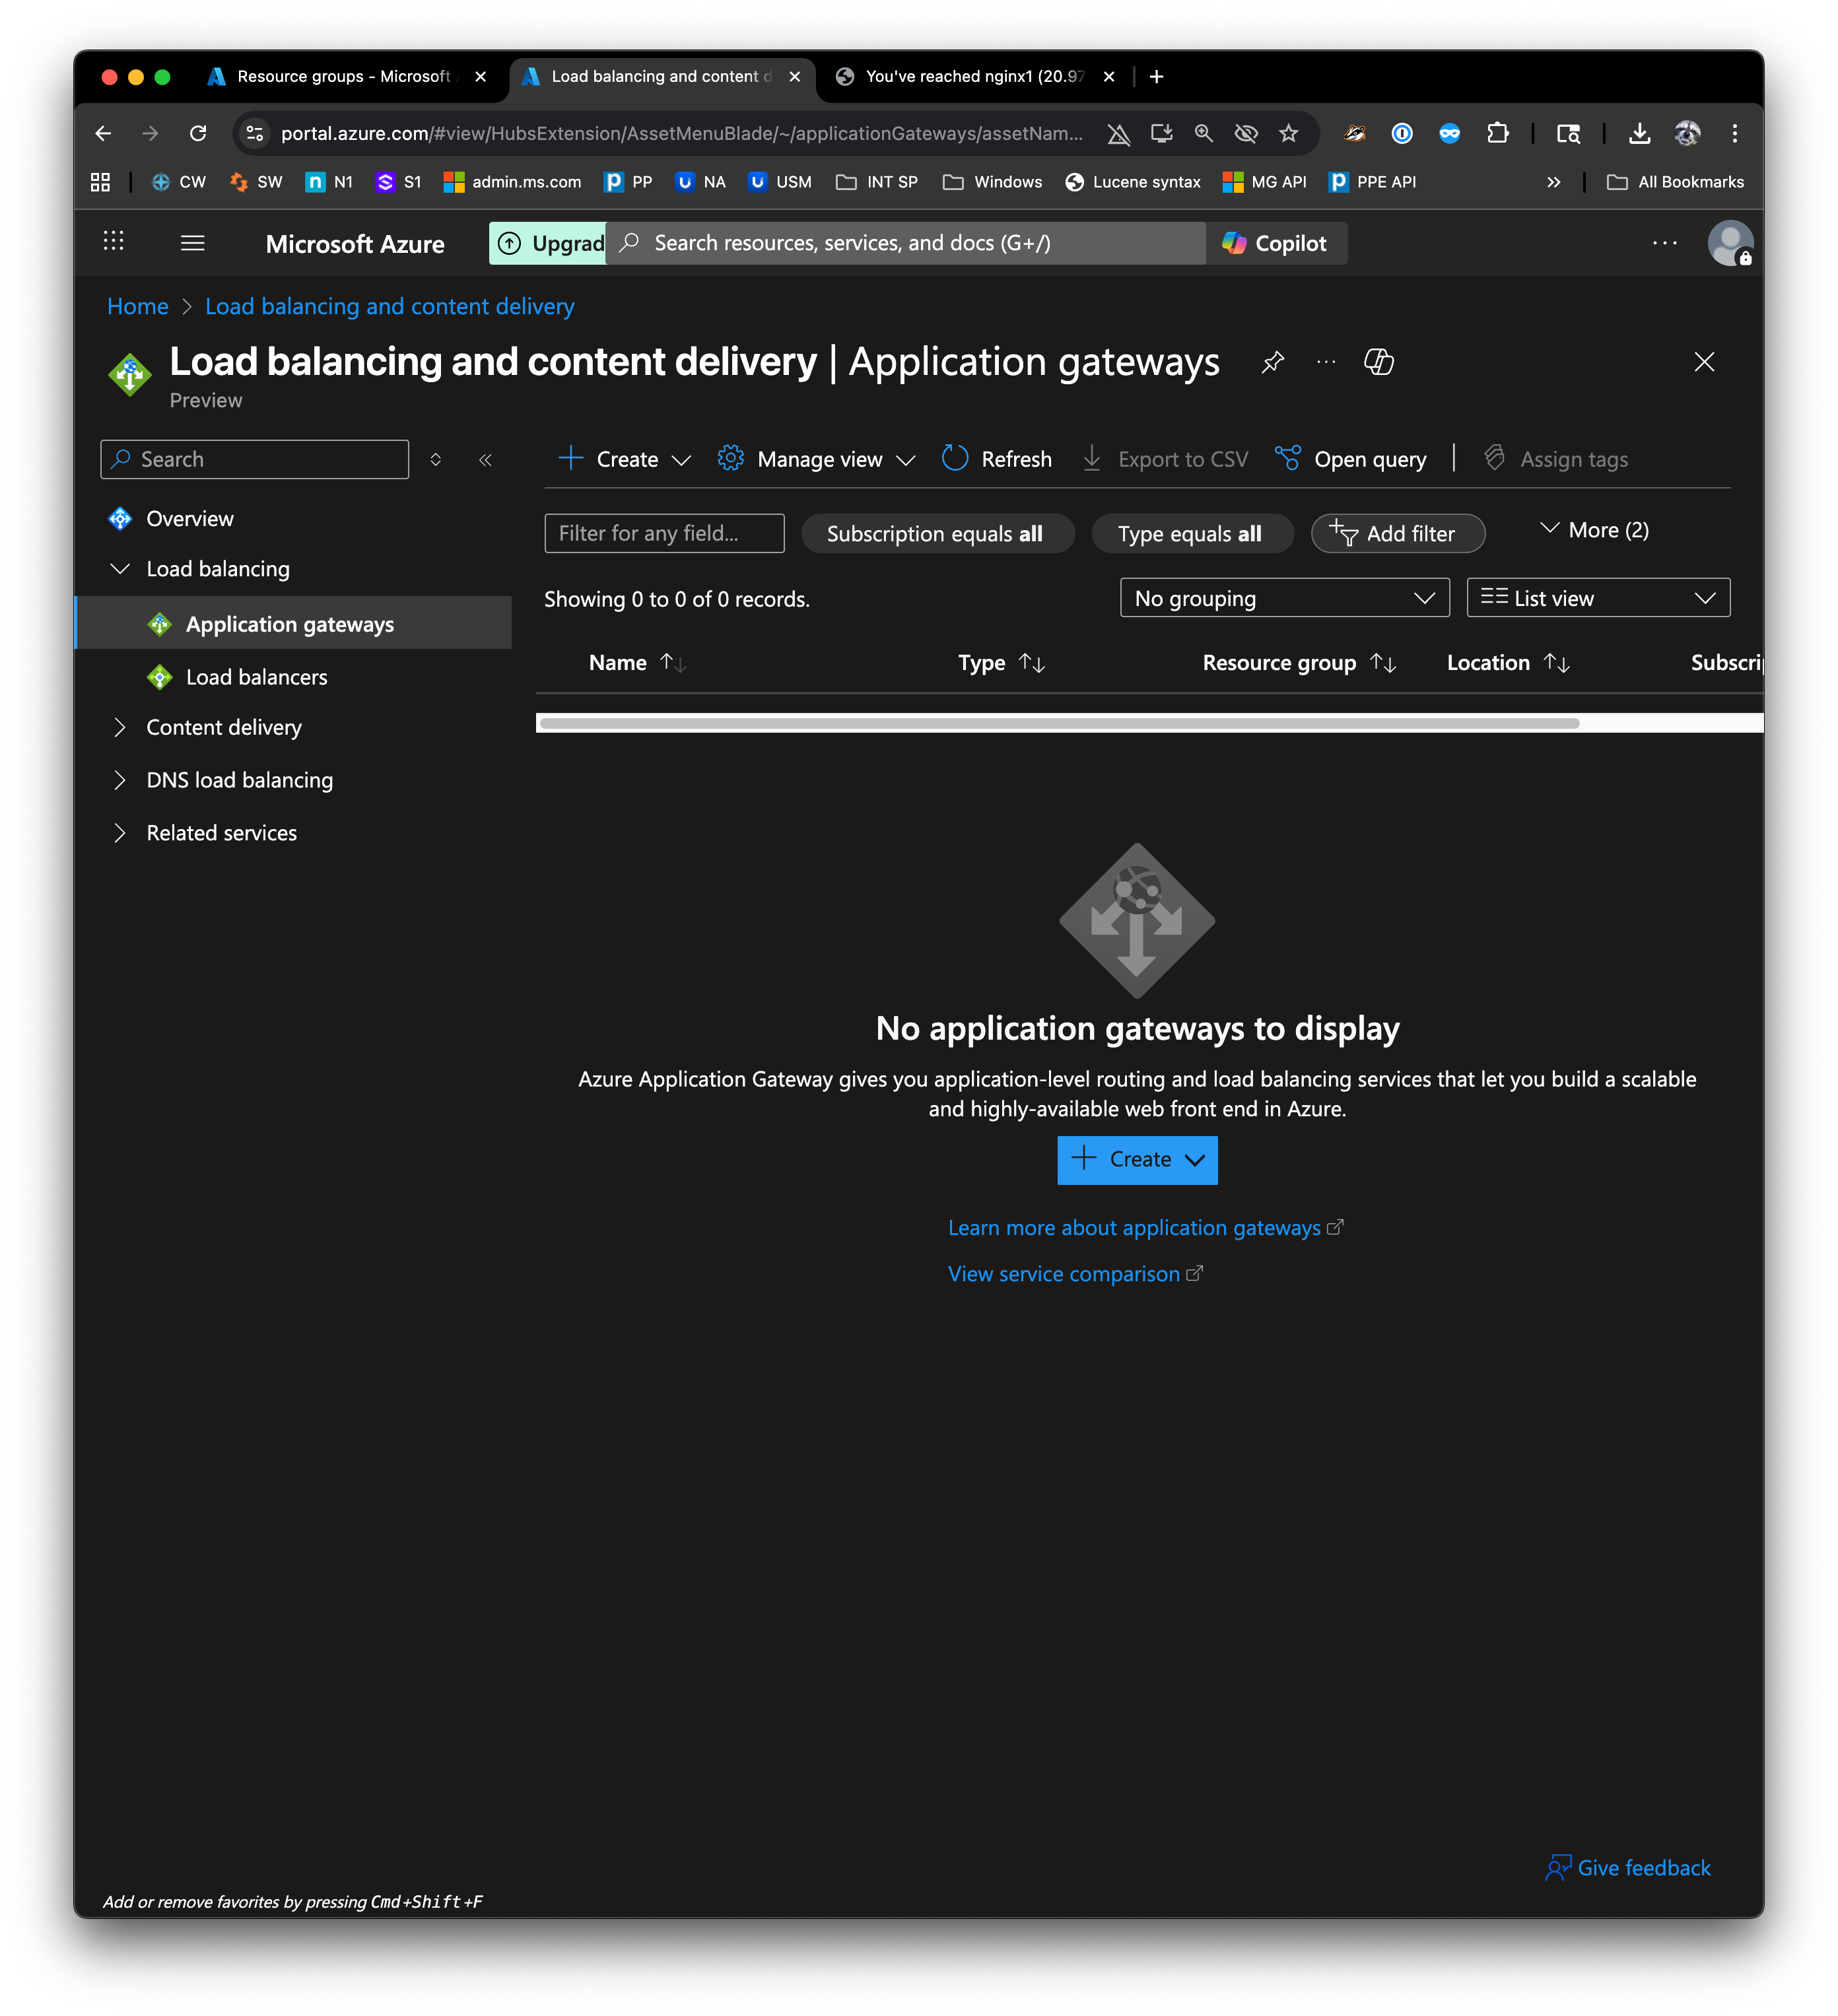 Resource groups - Microsoft
Load balancing and content d
You've reached nginx1 (20.97
portal.azure.com/#view/HubsExtension/AssetMenuBlade/~/applicationGateways/assetNam...
CW
SW
N1
S1
admin.ms.com
PP
NA
USM
INT SP
Windows
Lucene syntax
MG API
PPE API
All Bookmarks
Microsoft Azure
Upgrad
Search resources, services, and docs (G+/)
Copilot
Home > Load balancing and content delivery
Load balancing and content delivery | Application gateways
Preview
Search
Overview
Load balancing
Application gateways
Load balancers
Content delivery
DNS load balancing
Related services
Create
Manage view
Refresh
Export to CSV
Open query
Assign tags
Filter for any field...
Subscription equals all
Type equals all
Add filter
More (2)
Showing 0 to 0 of 0 records.
No grouping
List view
Name
Type
Resource group
Location
Subscrip
No application gateways to display
Azure Application Gateway gives you application-level routing and load balancing services that let you build a scalable
and highly-available web front end in Azure.
Create
Learn more about application gateways
View service comparison
Give feedback
Add or remove favorites by pressing Cmd+Shift+F